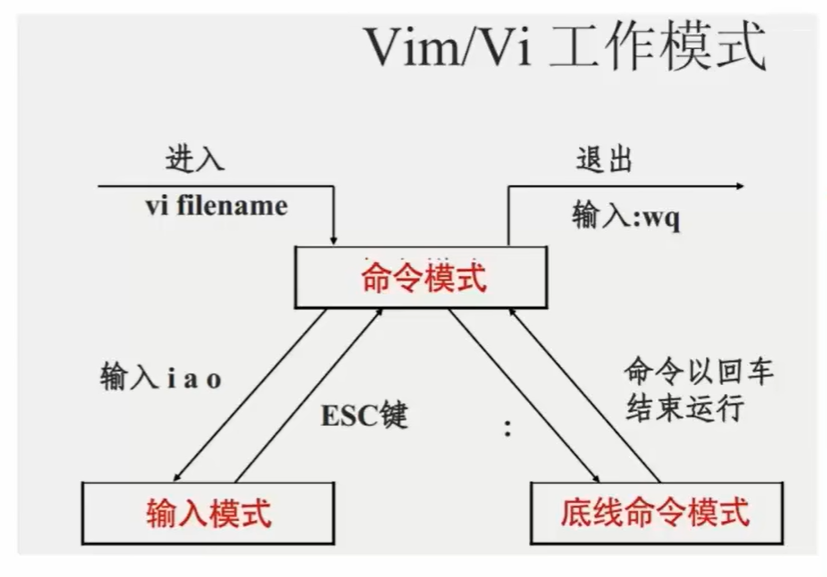 Vim/Vi 工作模式
进入
vi filename
退出
输入:wq
命令模式
输入 i a o
ESC键
:
命令以回车
结束运行
输入模式
底线命令模式